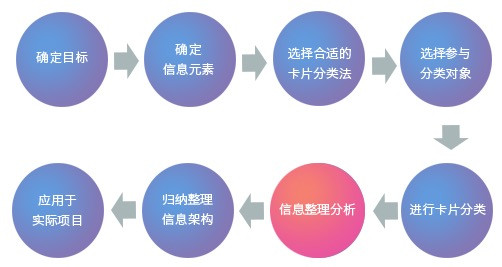 确定目标
确定
信息元素
选择合适的
卡片分类法
选择参与
分类对象
进行卡片分类
信息整理分析
归纳整理
信息架构
应用于
实际项目